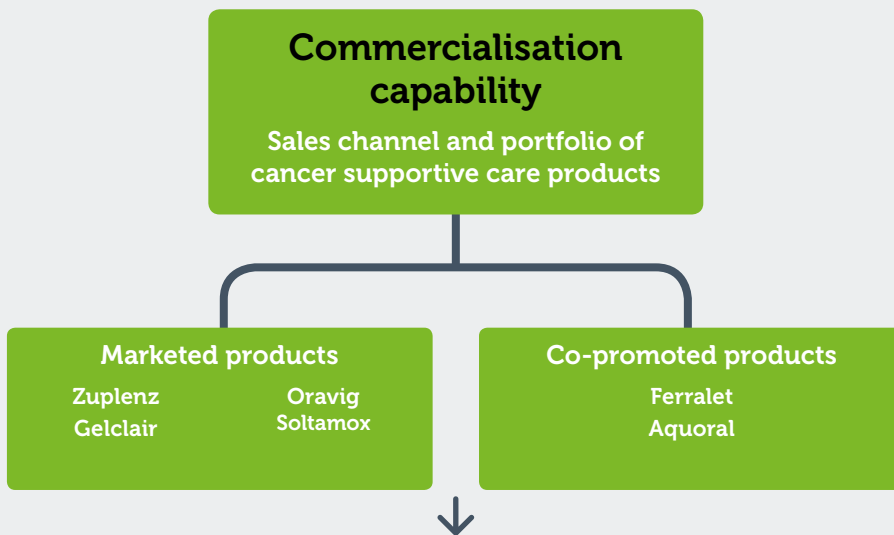 Commercialisation
capability
Sales channel and portfolio of
cancer supportive care products
Marketed products
Zuplenz
Gelclair
Oravig
Soltamox
Co-promoted products
Ferralet
Aquoral